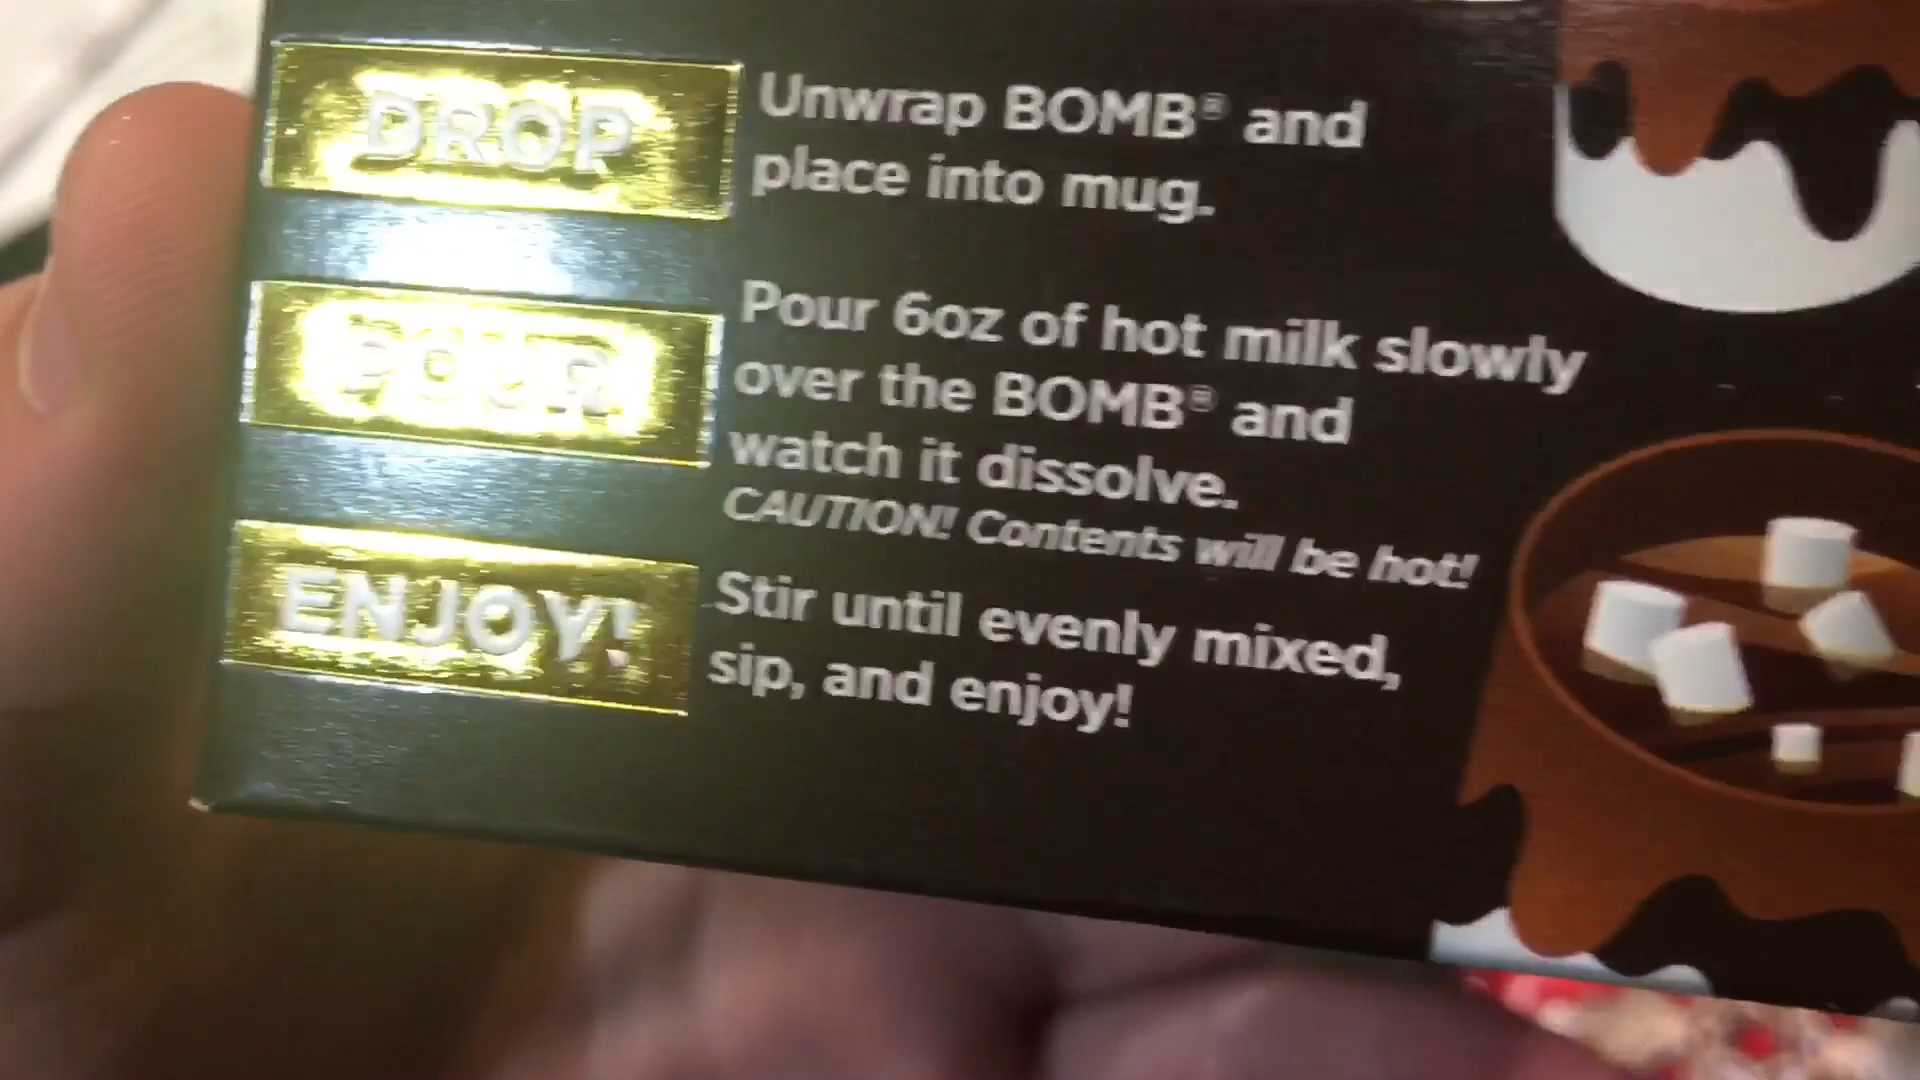 DROP
Unwrap BOMB® and
place into mug.
POUR
Pour 6oz of hot milk slowly
over the BOMB® and
watch it dissolve.
CAUTION! Contents will be hot!
ENJOY!
Stir until evenly mixed,
sip, and enjoy!